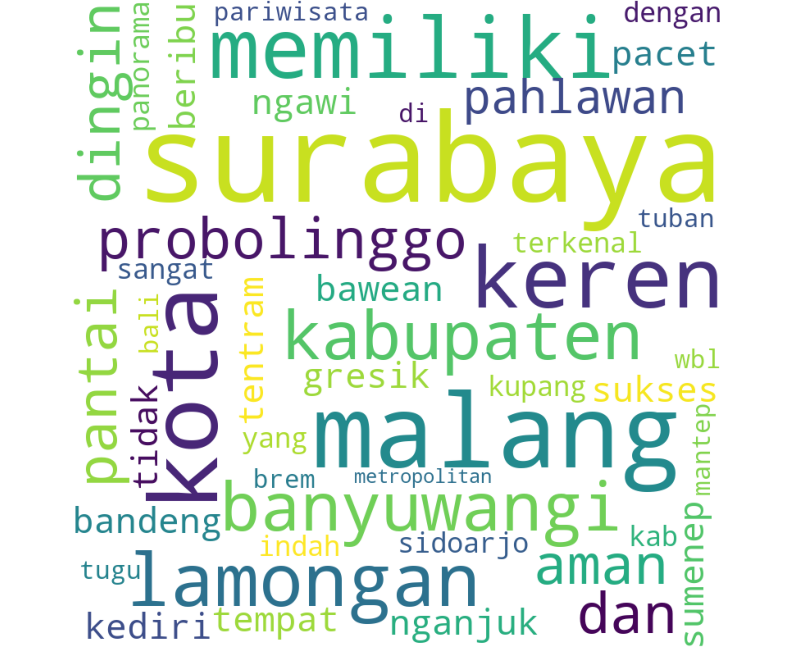 pariwisata
dengan
dingin
panorama
beribu
memiliki
pacet
ngawi
di
pahlawan
surabaya
tuban
probolinggo
terkenal
sangat
keren
bawean
pantai
bali
kota
tentram
kabupaten
wbl
gresik
kupang
sukses
tidak
malang
mantep
yang
brem
metropolitan
banyuwangi
bandeng
sumenep
indah
sidoarjo
kab
tugu
lamongan
aman
kediri
tempat
nganjuk
dan